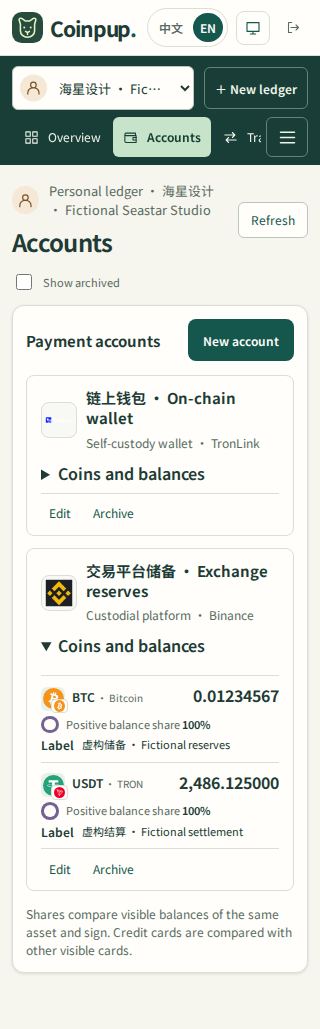 Coinpup. 中文 EN
海星设计 · Fic··· + New ledger
Overview Accounts Tra
Personal ledger · 海星设计
· Fictional Seastar Studio
Refresh
Accounts
Show archived
Payment accounts New account
链上钱包 · On-chain
wallet
Self-custody wallet · TronLink
Coins and balances
Edit Archive
交易平台储备 · Exchange
reserves
Custodial platform · Binance
Coins and balances
BTC · Bitcoin 0.01234567
Positive balance share 100%
Label 虚构储备 · Fictional reserves
USDT · TRON 2,486.125000
Positive balance share 100%
Label 虚构结算 · Fictional settlement
Edit Archive
Shares compare visible balances of the same
asset and sign. Credit cards are compared with
other visible cards.